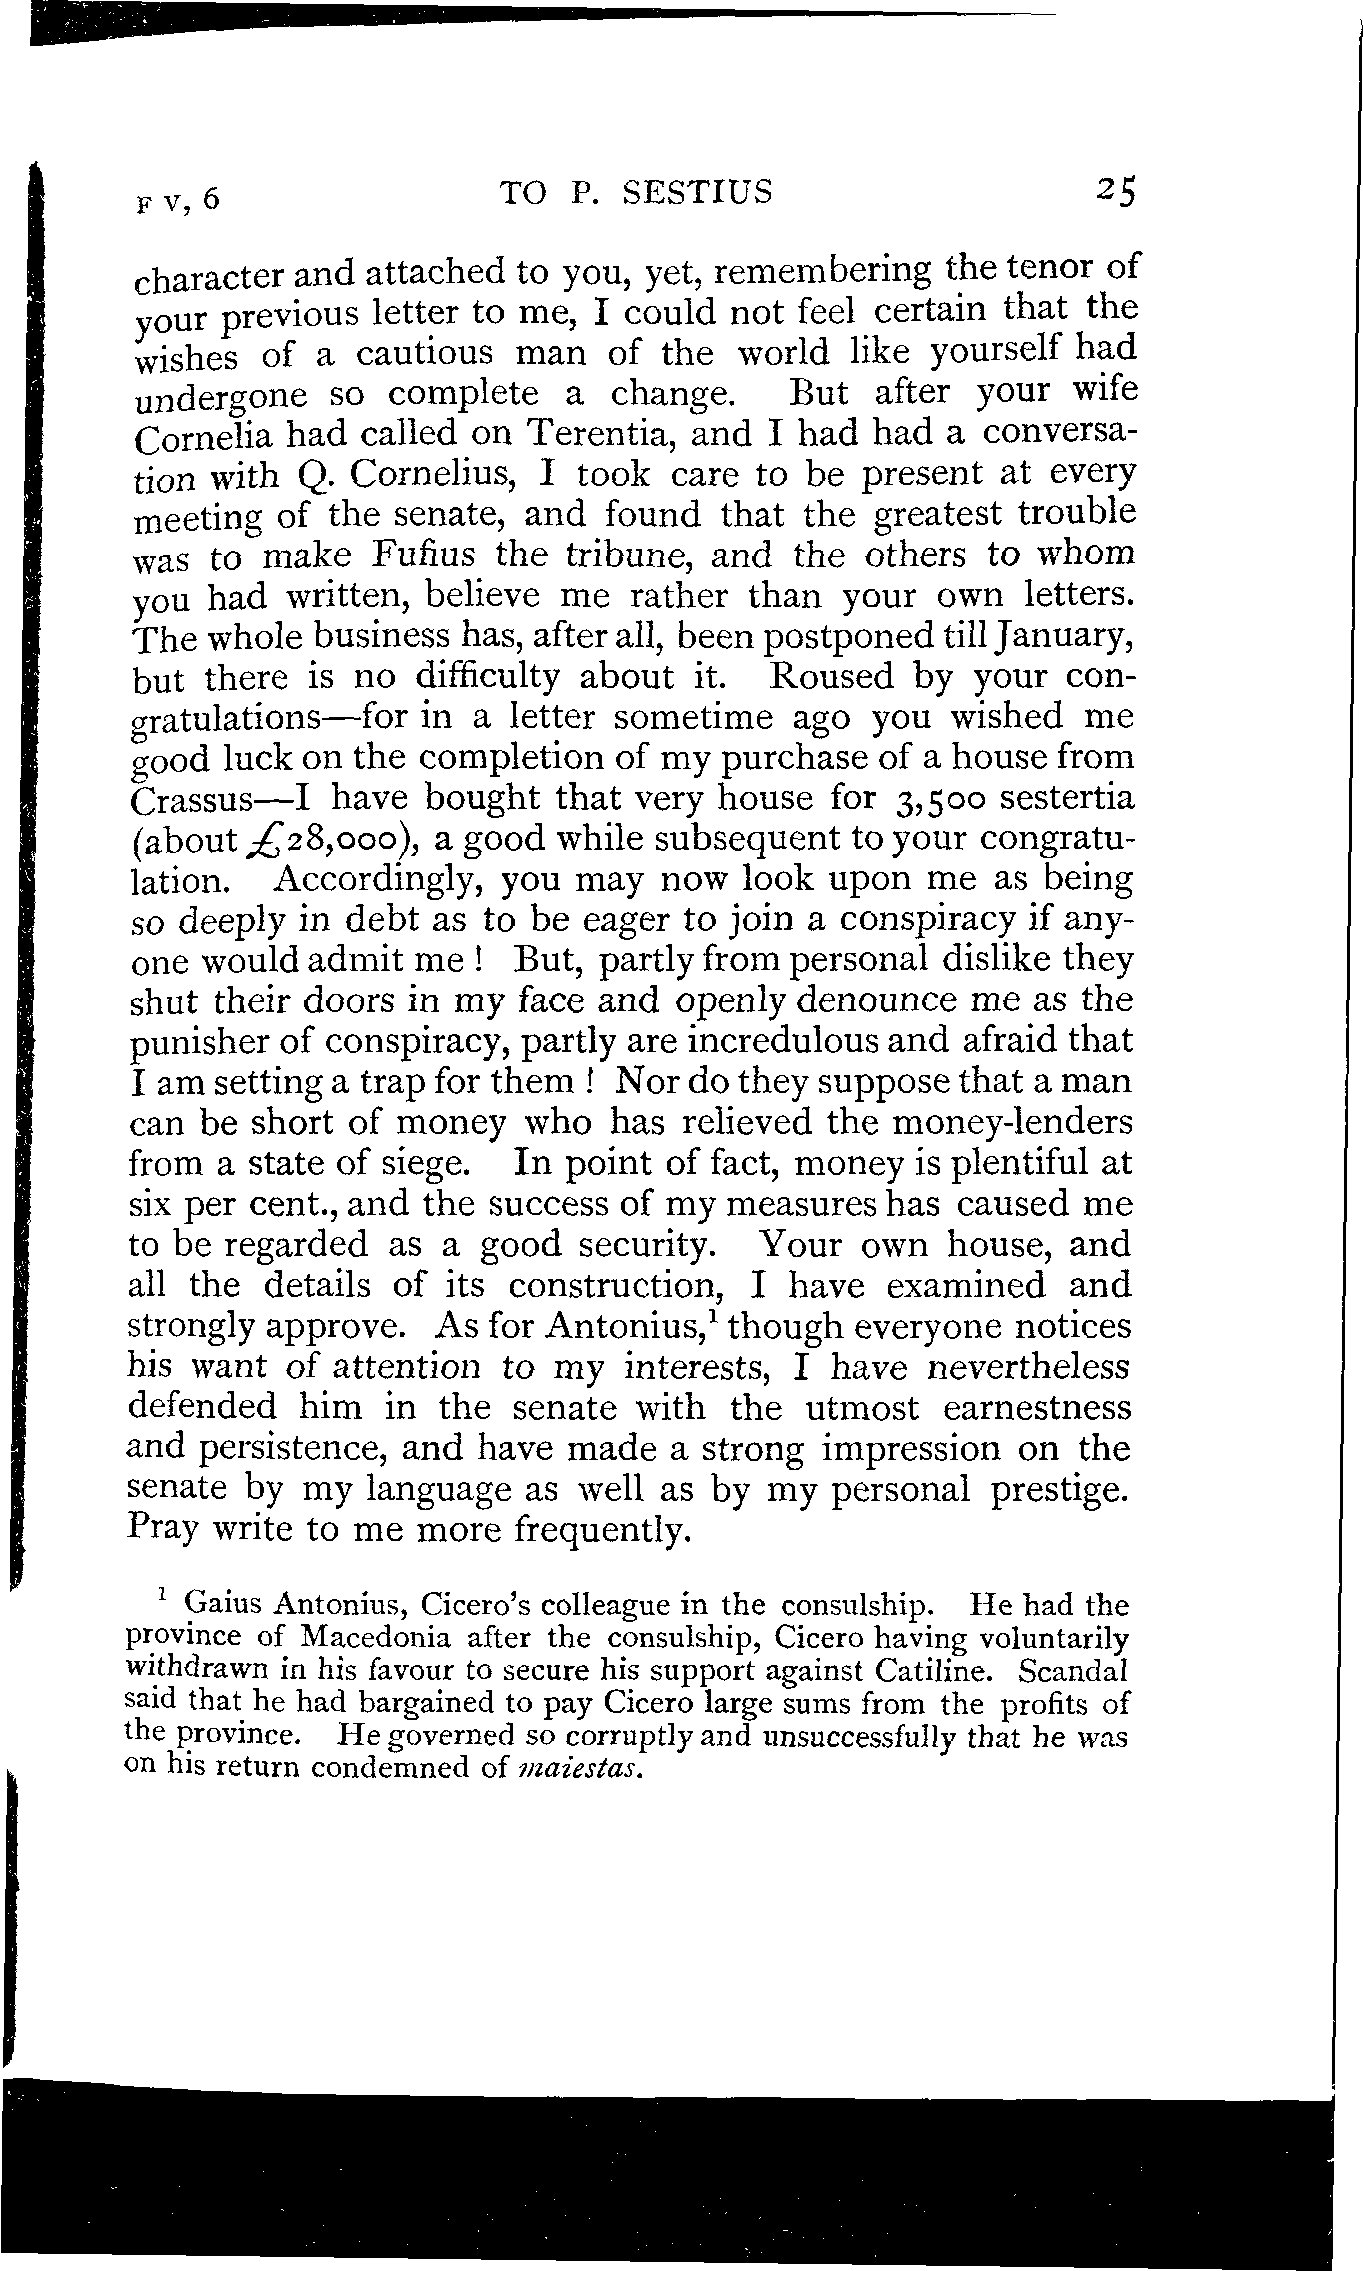 F V, 6 TO P. SESTIUS 25
character and attached to you, yet, remembering the tenor of
your previous letter to me, I could not feel certain that the
wishes of a cautious man of the world like yourself had
undergone so complete a change. But after your wife
Cornelia had called on Terentia, and I had had a conversa-
tion with Q. Cornelius, I took care to be present at every
meeting of the senate, and found that the greatest trouble
was to make Fufius the tribune, and the others to whom
you had written, believe me rather than your own letters.
The whole business has, after all, been postponed till January,
but there is no difficulty about it. Roused by your con-
gratulations—for in a letter sometime ago you wished me
good luck on the completion of my purchase of a house from
Crassus—I have bought that very house for 3,500 sestertia
(about £28,000), a good while subsequent to your congratu-
lation. Accordingly, you may now look upon me as being
so deeply in debt as to be eager to join a conspiracy if any-
one would admit me ! But, partly from personal dislike they
shut their doors in my face and openly denounce me as the
punisher of conspiracy, partly are incredulous and afraid that
I am setting a trap for them ! Nor do they suppose that a man
can be short of money who has relieved the money-lenders
from a state of siege. In point of fact, money is plentiful at
six per cent., and the success of my measures has caused me
to be regarded as a good security. Your own house, and
all the details of its construction, I have examined and
strongly approve. As for Antonius,¹ though everyone notices
his want of attention to my interests, I have nevertheless
defended him in the senate with the utmost earnestness
and persistence, and have made a strong impression on the
senate by my language as well as by my personal prestige.
Pray write to me more frequently.
¹ Gaius Antonius, Cicero's colleague in the consulship. He had the
province of Macedonia after the consulship, Cicero having voluntarily
withdrawn in his favour to secure his support against Catiline. Scandal
said that he had bargained to pay Cicero large sums from the profits of
the province. He governed so corruptly and unsuccessfully that he was
on his return condemned of maiestas.